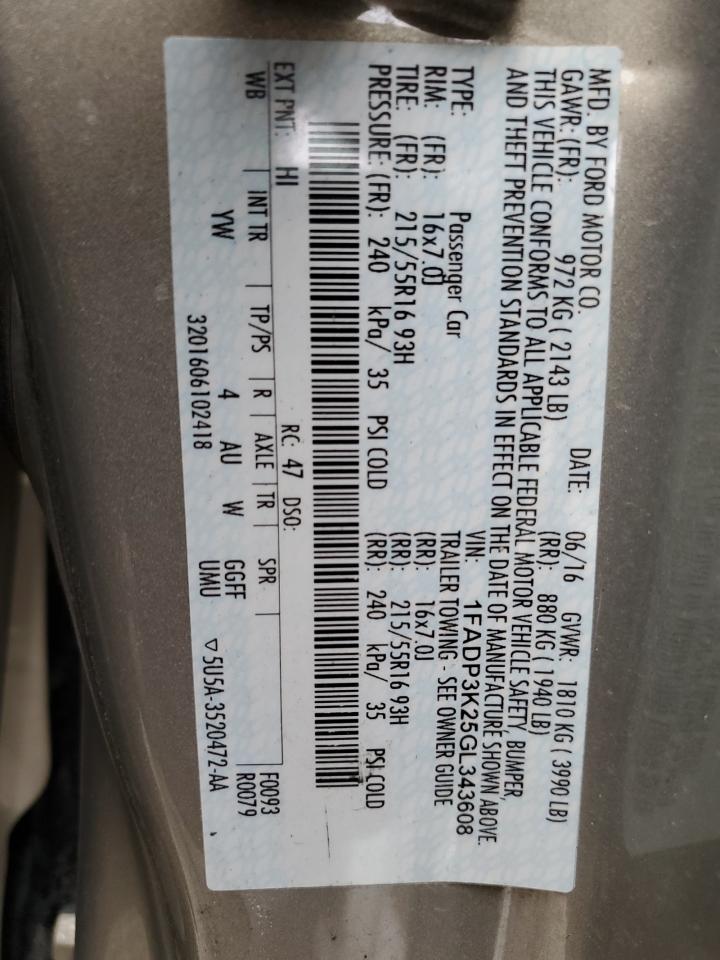 MFD. BY FORD MOTOR CO.
DATE: 06/16 GVWR: 1810 KG ( 3990 LB)
GAWR: (FR): 972 KG ( 2143 LB) (RR): 880 KG ( 1940 LB)
THIS VEHICLE CONFORMS TO ALL APPLICABLE FEDERAL MOTOR VEHICLE SAFETY, BUMPER,
AND THEFT PREVENTION STANDARDS IN EFFECT ON THE DATE OF MANUFACTURE SHOWN ABOVE.
VIN: 1FADP3K25GL343608
TYPE: Passenger Car TRAILER TOWING - SEE OWNER GUIDE
RIM: (FR): 16x7.0J (RR): 16x7.0J
TIRE: (FR): 215/55R16 93H (RR): 215/55R16 93H
PRESSURE: (FR): 240 kPa/ 35 PSI COLD (RR): 240 kPa/ 35 PSI COLD
EXT PNT: HI RC: 47 DSO: F0093
WB INT TR TP/PS R AXLE TR SPR R0079
YW 4 AU W GGFF
UMU
3201606102418 ▽ 5U5A-3520472-AA